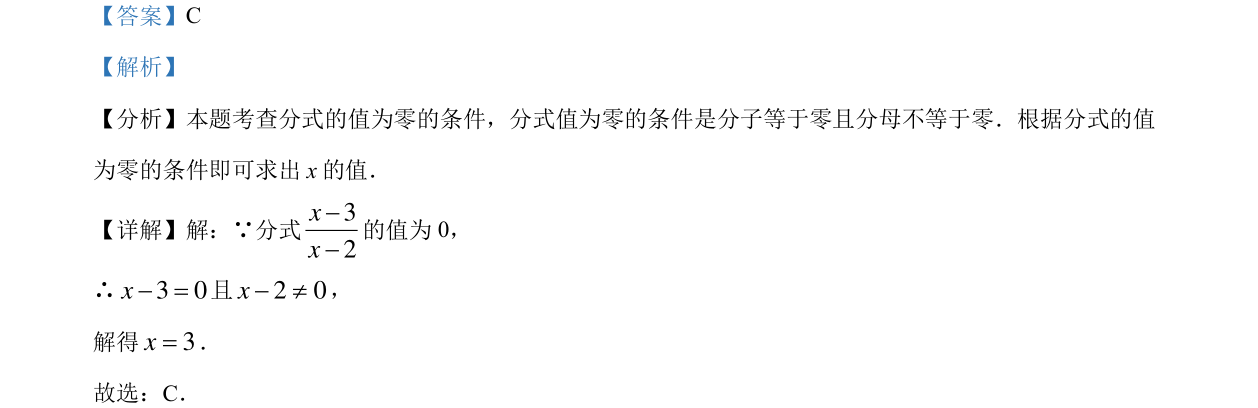 【答案】C
【解析】
【分析】本题考查分式的值为零的条件，分式值为零的条件是分子等于零且分母不等于零．根据分式的值
为零的条件即可求出 x 的值．
【详解】解：∵分式 \frac{x-3}{x-2} 的值为 0，
∴ x-3=0且 x-2≠0，
解得 x=3．
故选：C．